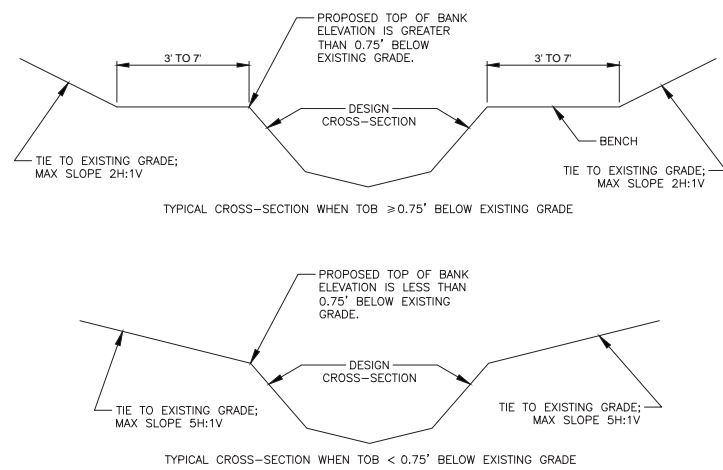 PROPOSED TOP OF BANK
ELEVATION IS GREATER
THAN 0.75' BELOW
EXISTING GRADE.
3' TO 7'
3' TO 7'
DESIGN
CROSS-SECTION
BENCH
TIE TO EXISTING GRADE;
MAX SLOPE 2H:1V
TIE TO EXISTING GRADE;
MAX SLOPE 2H:1V
TYPICAL CROSS-SECTION WHEN TOB ≥0.75' BELOW EXISTING GRADE
PROPOSED TOP OF BANK
ELEVATION IS LESS THAN
0.75' BELOW EXISTING
GRADE.
DESIGN
CROSS-SECTION
TIE TO EXISTING GRADE;
MAX SLOPE 5H:1V
TIE TO EXISTING GRADE;
MAX SLOPE 5H:1V
TYPICAL CROSS-SECTION WHEN TOB < 0.75' BELOW EXISTING GRADE